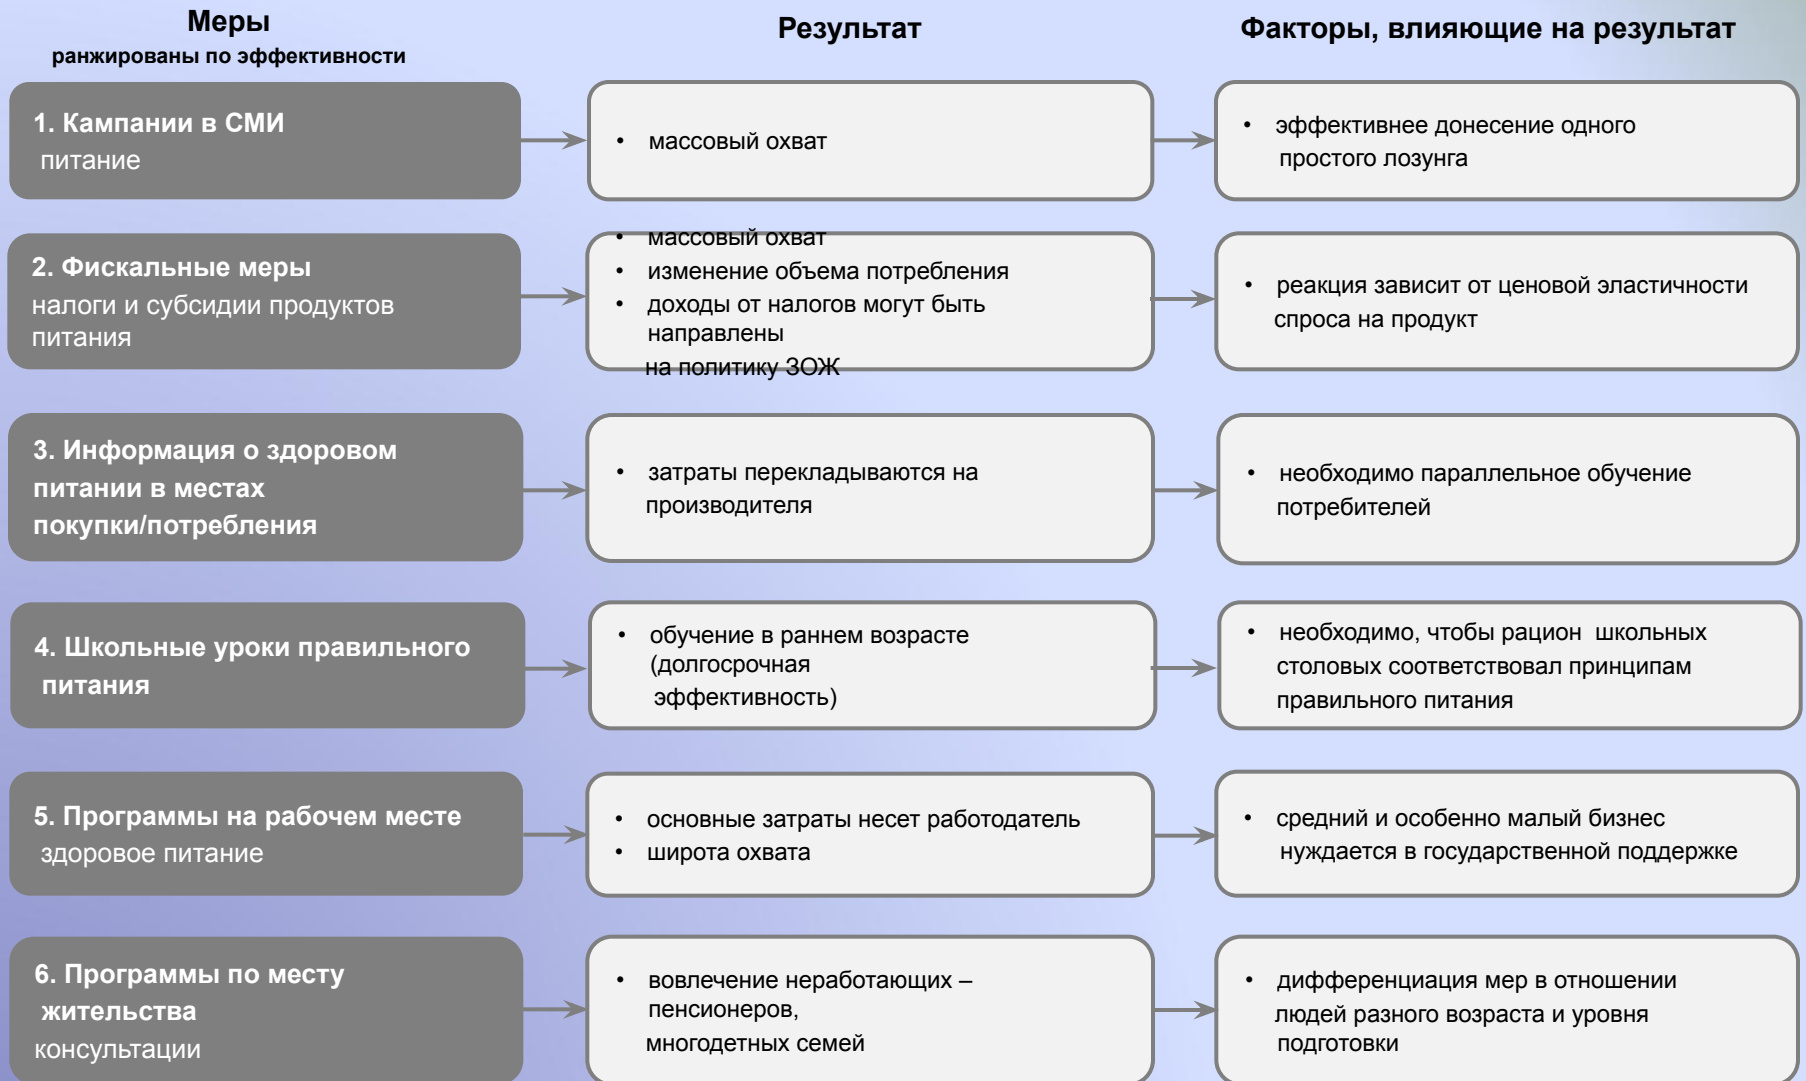 Меры
ранжированы по эффективности
Результат
Факторы, влияющие на результат
1. Кампании в СМИ
питание
• массовый охват
• эффективнее донесение одного
простого лозунга
2. Фискальные меры
налоги и субсидии продуктов
питания
• массовый охват
• изменение объема потребления
• доходы от налогов могут быть
направлены
на политику ЗОЖ
• реакция зависит от ценовой эластичности
спроса на продукт
3. Информация о здоровом
питании в местах
покупки/потребления
• затраты перекладываются на
производителя
• необходимо параллельное обучение
потребителей
4. Школьные уроки правильного
питания
• обучение в раннем возрасте
(долгосрочная
эффективность)
• необходимо, чтобы рацион школьных
столовых соответствовал принципам
правильного питания
5. Программы на рабочем месте
здоровое питание
• основные затраты несет работодатель
• широта охвата
• средний и особенно малый бизнес
нуждается в государственной поддержке
6. Программы по месту
жительства
консультации
• вовлечение неработающих –
пенсионеров,
многодетных семей
• дифференциация мер в отношении
людей разного возраста и уровня
подготовки